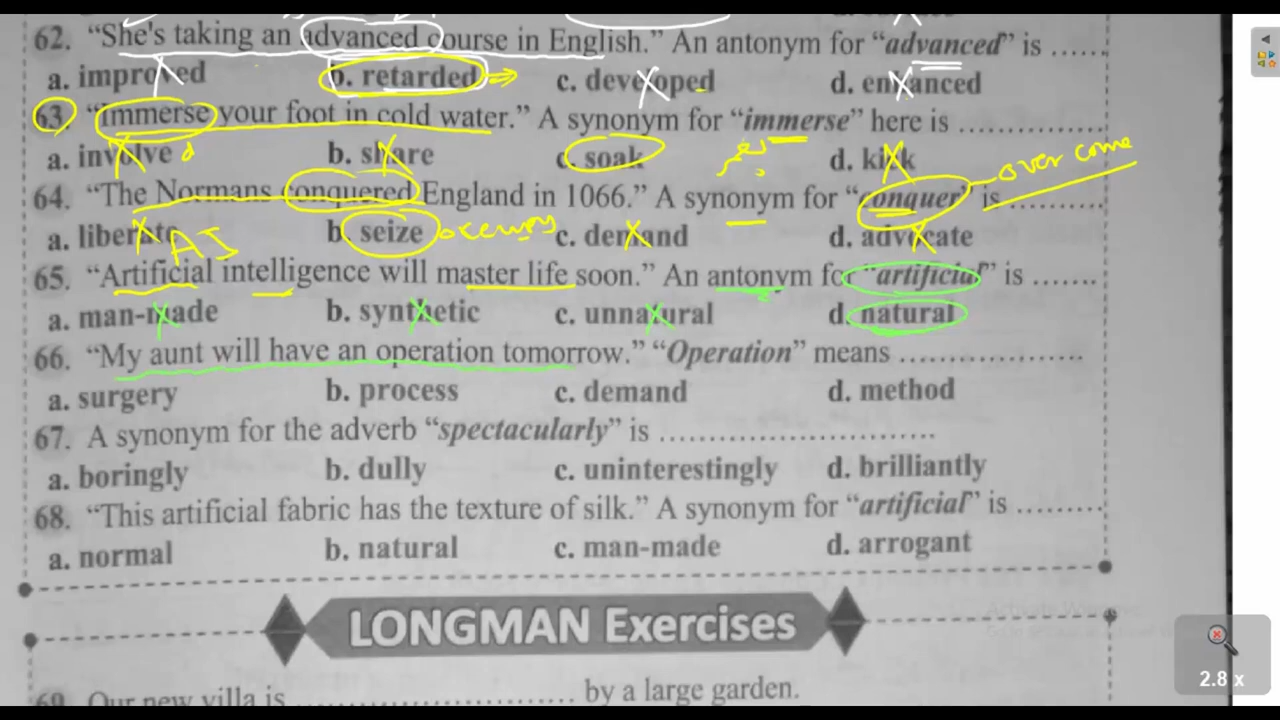 62. “She's taking an advanced course in English.” An antonym for “advanced” is ......
a. improved b. retarded c. developed d. enhanced
63. “Immerse your foot in cold water.” A synonym for “immerse” here is ...............
a. involve d b. share c. soak d. kick
over come
64. “The Normans conquered England in 1066.” A synonym for “conquer” is ..........
a. liberate b. seize c. demand d. advocate
AI
65. “Artificial intelligence will master life soon.” An antonym for “artificial” is .......
a. man-made b. synthetic c. unnatural d. natural
66. “My aunt will have an operation tomorrow.” “Operation” means ...................
a. surgery b. process c. demand d. method
67. A synonym for the adverb “spectacularly” is ............................
a. boringly b. dully c. uninterestingly d. brilliantly
68. “This artificial fabric has the texture of silk.” A synonym for “artificial” is .........
a. normal b. natural c. man-made d. arrogant
LONGMAN Exercises
69. Our new villa is ............................ by a large garden.
2.8 x